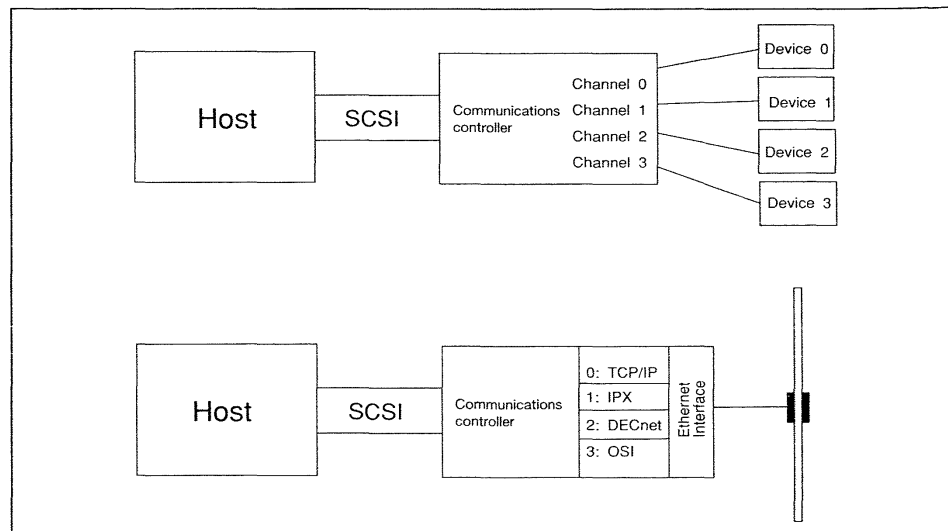 Host
SCSI
Communications
controller
Channel 0
Channel 1
Channel 2
Channel 3
Device 0
Device 1
Device 2
Device 3
Host
SCSI
Communications
controller
0: TCP/IP
1: IPX
2: DECnet
3: OSI
Ethernet
Interface